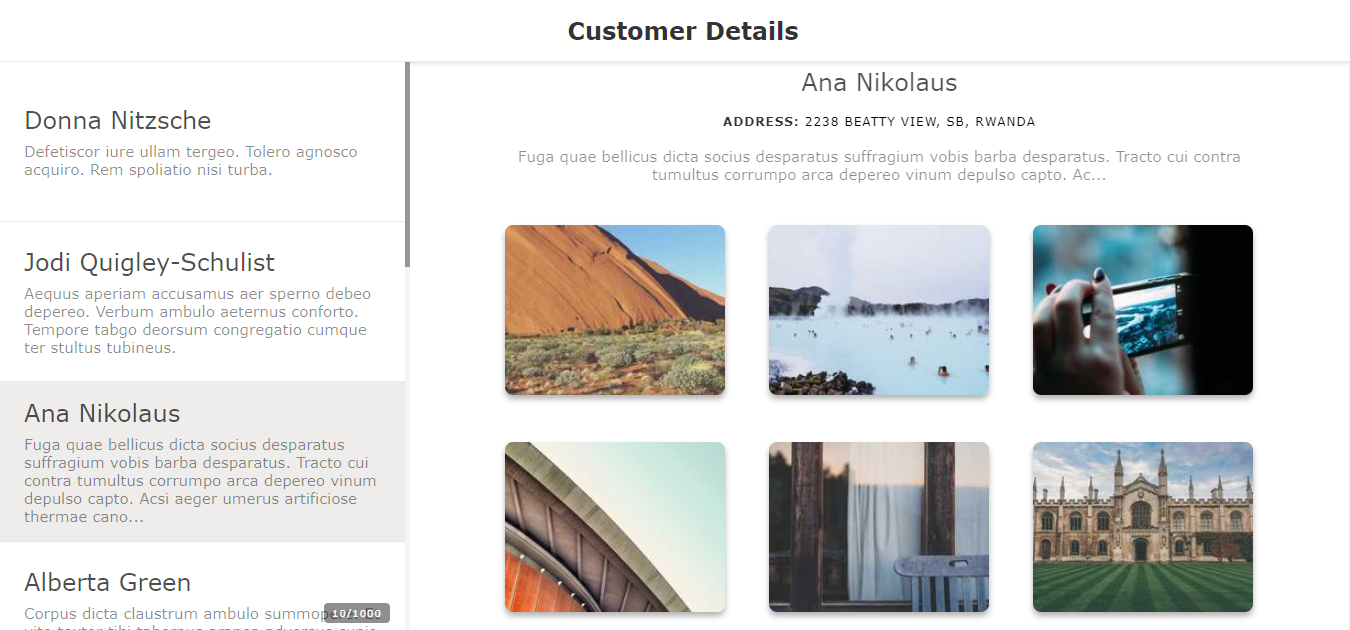 Customer Details
Donna Nitzsche
Defetiscor iure ullam tergeo. Tolero agnosco
acquiro. Rem spoliatio nisi turba.
Jodi Quigley-Schulist
Aequus aperiam accusamus aer sperno debeo
depereo. Verbum ambulo aeternus conforto.
Tempore tabgo deorsum congregatio cumque
ter stultus tubineus.
Ana Nikolaus
Fuga quae bellicus dicta socius desparatus
suffragium vobis barba desparatus. Tracto cui
contra tumultus corrumpo arca depereo vinum
depulso capto. Acsi aeger umerus artificiose
thermae cano...
Alberta Green
Corpus dicta claustrum ambulo
10/1000
Ana Nikolaus
ADDRESS: 2238 BEATTY VIEW, SB, RWANDA
Fuga quae bellicus dicta socius desparatus suffragium vobis barba desparatus. Tracto cui contra
tumultus corrumpo arca depereo vinum depulso capto. Ac...